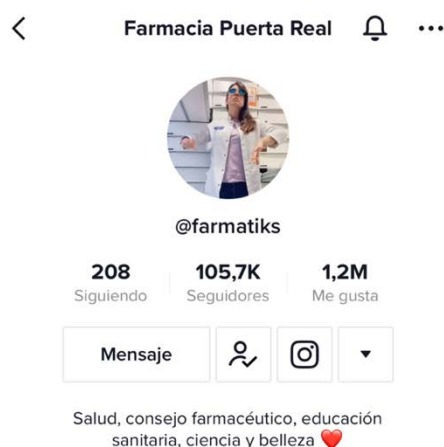 Farmacia Puerta Real
@farmatiks
208 105,7K 1,2M
Siguiendo Seguidores Me gusta
Mensaje
Salud, consejo farmacéutico, educación
sanitaria, ciencia y belleza ❤️